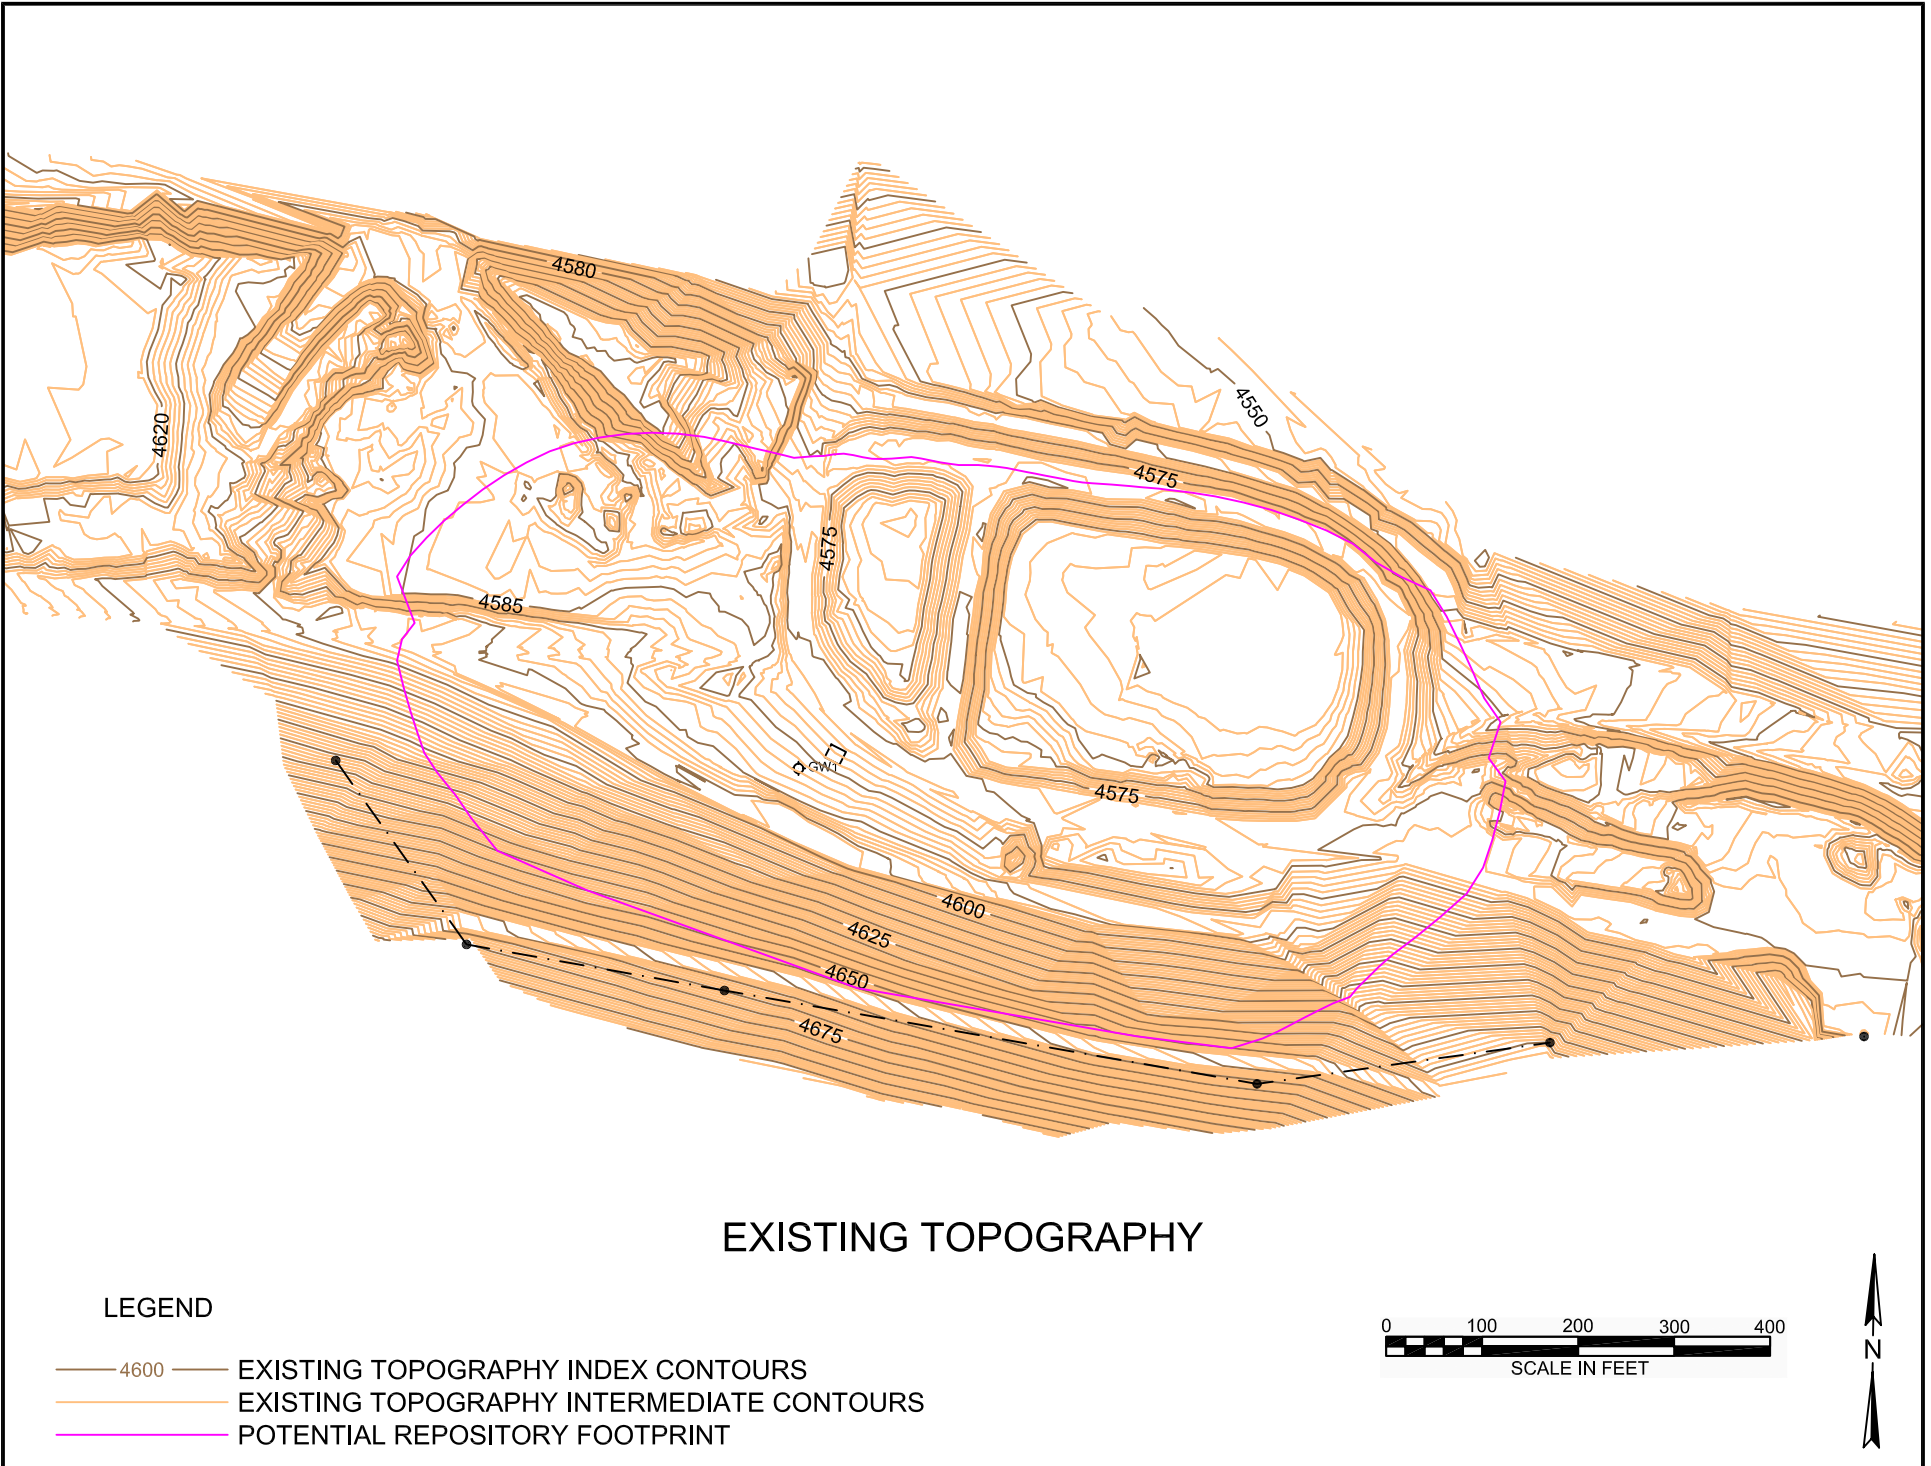 4580
4550
4620
4575
4575
4585
GW1
4575
4600
4625
4650
4675
EXISTING TOPOGRAPHY
LEGEND
4600 EXISTING TOPOGRAPHY INDEX CONTOURS
EXISTING TOPOGRAPHY INTERMEDIATE CONTOURS
POTENTIAL REPOSITORY FOOTPRINT
0 100 200 300 400
SCALE IN FEET
N